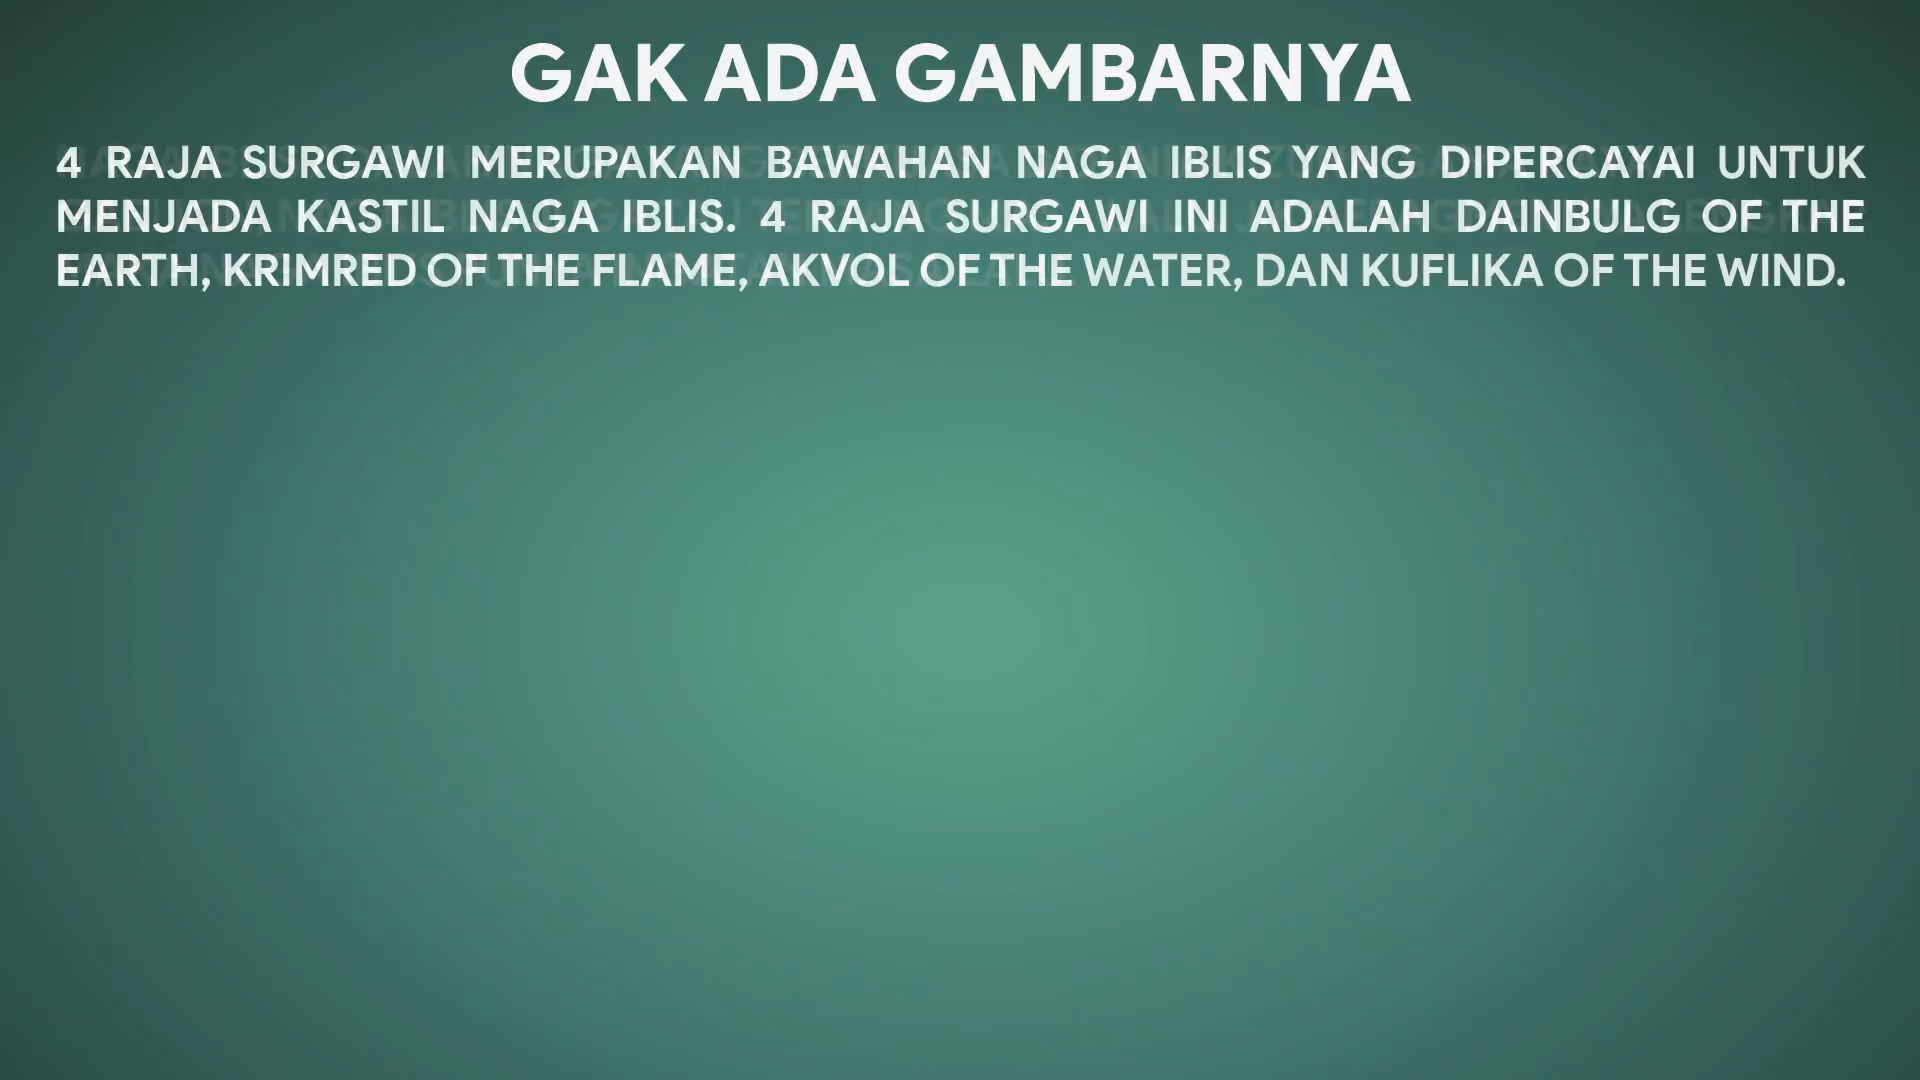 GAK ADA GAMBARNYA
4 RAJA SURGAWI MERUPAKAN BAWAHAN NAGA IBLIS YANG DIPERCAYAI UNTUK
MENJADA KASTIL NAGA IBLIS. 4 RAJA SURGAWI INI ADALAH DAINBULG OF THE
EARTH, KRIMRED OF THE FLAME, AKVOL OF THE WATER, DAN KUFLIKA OF THE WIND.